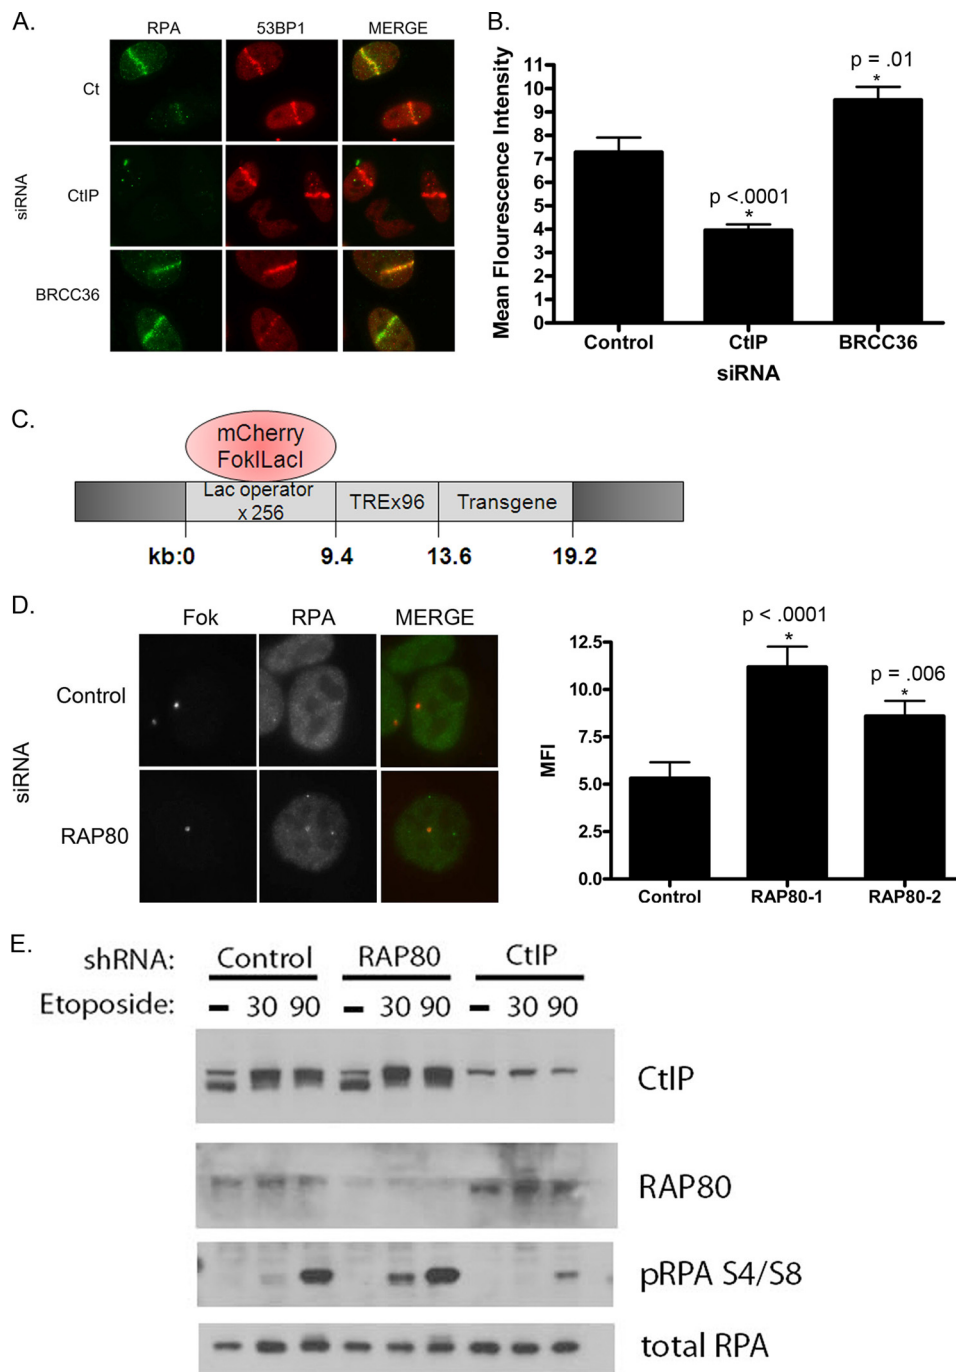 A.
RPA 53BP1 MERGE
Ct
CtIP
BRCC36
siRNA
B.
Mean Flourescence Intensity
11
10
9
8
7
6
5
4
3
2
1
0
p <.0001
*
p = .01
*
Control CtIP BRCC36
siRNA
C.
mCherry
FokILacI
Lac operator
x 256
TREx96
Transgene
kb:0 9.4 13.6 19.2
D.
Fok RPA MERGE
Control
RAP80
siRNA
MFI
12.5
10.0
7.5
5.0
2.5
0.0
p < .0001
*
p = .006
*
Control RAP80-1 RAP80-2
E.
shRNA: Control RAP80 CtIP
Etoposide: – 30 90 – 30 90 – 30 90
CtIP
RAP80
pRPA S4/S8
total RPA